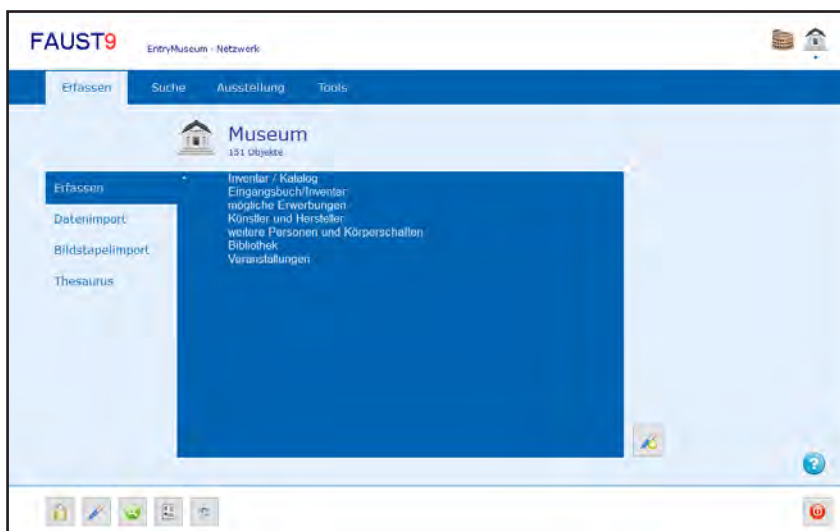 FAUST9 EntryMuseum - Netzwerk
Erfassen Suche Ausstellung Tools
Museum
151 Objekte
Erfassen
Datenimport
Bildstapelimport
Thesaurus
Inventar / Katalog
Eingangsbuch/Inventar
mögliche Erwerbungen
Künstler und Hersteller
weitere Personen und Körperschaften
Bibliothek
Veranstaltungen